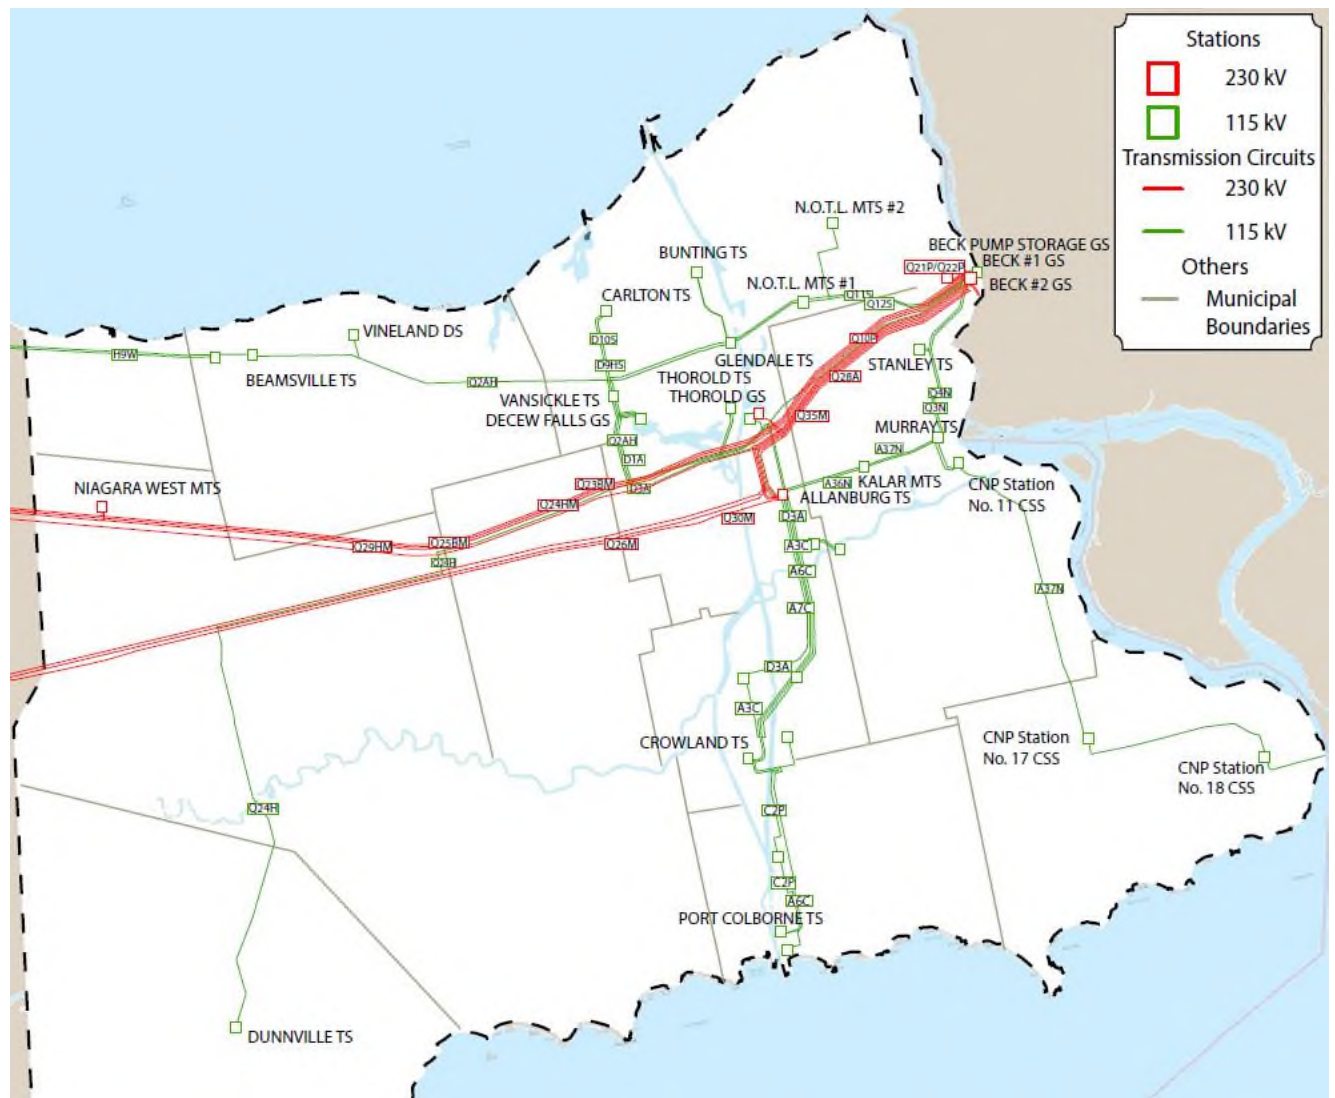 Stations
230 kV
115 kV
Transmission Circuits
230 kV
115 kV
Others
Municipal
Boundaries
N.O.T.L. MTS #2
BECK PUMP STORAGE GS
BUNTING TS
BECK #1 GS
Q21P/Q22P
N.O.T.L. MTS #1
BECK #2 GS
CARLTON TS
Q11S
Q12S
VINELAND DS
D10S
H9W
GLENDALE TS
STANLEY TS
D9HS
BEAMSVILLE TS
Q2AH
THOROLD TS
Q28A
VANSICKLE TS
THOROLD GS
Q4N
Q3N
DECEW FALLS GS
Q35M
MURRAY TS
Q2AH
A37N
D1A
KALAR MTS
A36N
CNP Station
No. 11 CSS
NIAGARA WEST MTS
Q23BM
D3A
ALLANBURG TS
Q24HM
Q30M
D3A
Q29HM
Q25BM
Q26M
A3C
Q24H
A6C
A37N
A7C
D3A
A3C
CROWLAND TS
CNP Station
No. 17 CSS
CNP Station
No. 18 CSS
Q24H
C2P
C2P
A6C
PORT COLBORNE TS
DUNNVILLE TS